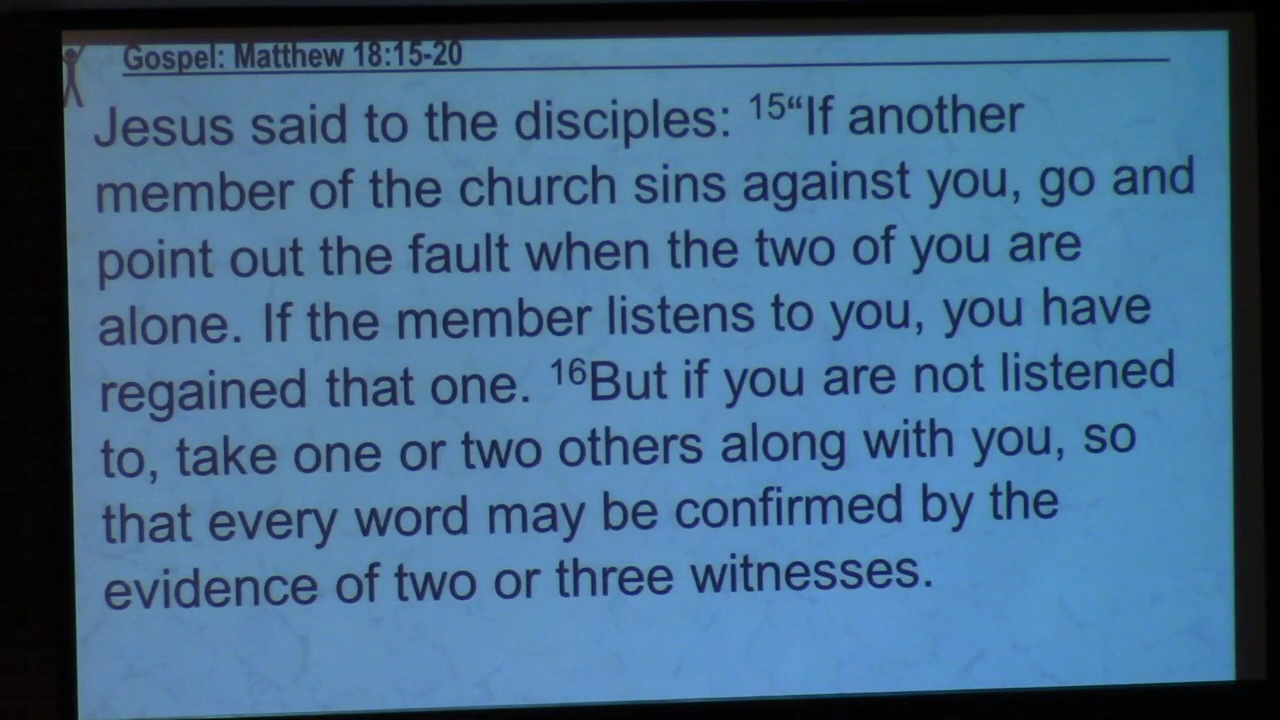 Gospel: Matthew 18:15-20
Jesus said to the disciples: 15“If another
member of the church sins against you, go and
point out the fault when the two of you are
alone. If the member listens to you, you have
regained that one. 16But if you are not listened
to, take one or two others along with you, so
that every word may be confirmed by the
evidence of two or three witnesses.